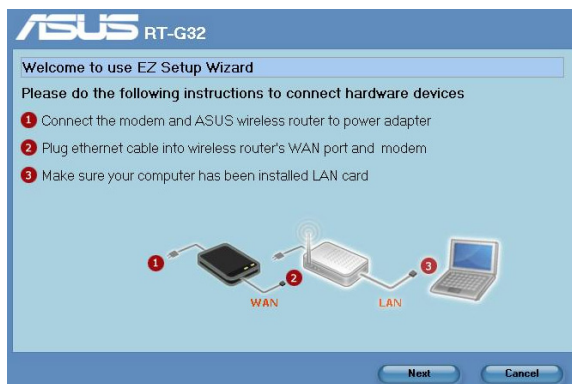 ASUS RT-G32
Welcome to use EZ Setup Wizard
Please do the following instructions to connect hardware devices
1 Connect the modem and ASUS wireless router to power adapter
2 Plug ethernet cable into wireless router's WAN port and modem
3 Make sure your computer has been installed LAN card
1
2
3
WAN
LAN
Next
Cancel